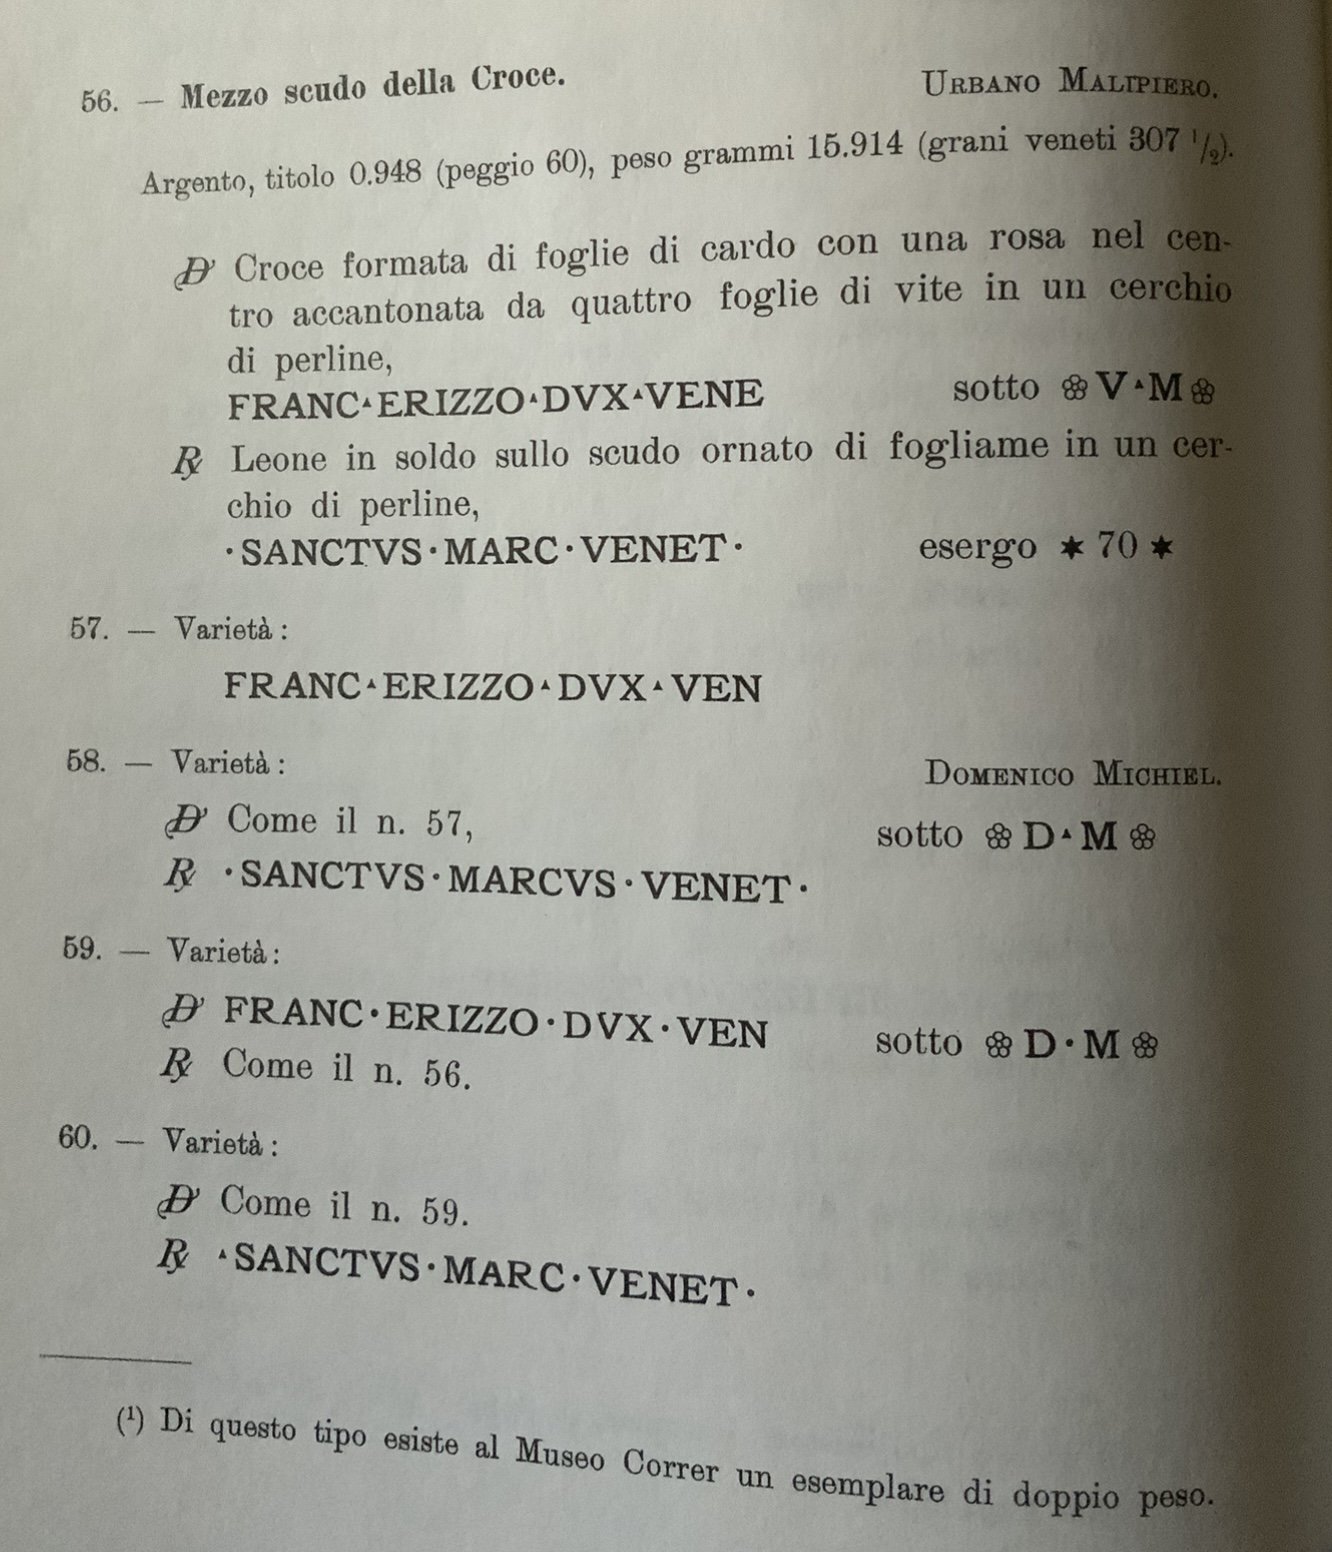 56. — Mezzo scudo della Croce. URBANO MALIPIERO.
Argento, titolo 0.948 (peggio 60), peso grammi 15.914 (grani veneti 307 1/2).
D' Croce formata di foglie di cardo con una rosa nel cen-
tro accantonata da quattro foglie di vite in un cerchio
di perline,
FRANC▴ERIZZO▴DVX▴VENE sotto ❀ V▴M ❀
R/ Leone in soldo sullo scudo ornato di fogliame in un cer-
chio di perline,
·SANCTVS·MARC·VENET· esergo ✶ 70 ✶
57. — Varietà:
FRANC▴ERIZZO▴DVX▴VEN
58. — Varietà: DOMENICO MICHIEL.
D' Come il n. 57, sotto ❀ D▴M ❀
R/ ·SANCTVS·MARCVS·VENET·
59. — Varietà:
D' FRANC·ERIZZO·DVX·VEN sotto ❀ D·M ❀
R/ Come il n. 56.
60. — Varietà:
D' Come il n. 59.
R/ ▴SANCTVS·MARC·VENET·
(¹) Di questo tipo esiste al Museo Correr un esemplare di doppio peso.